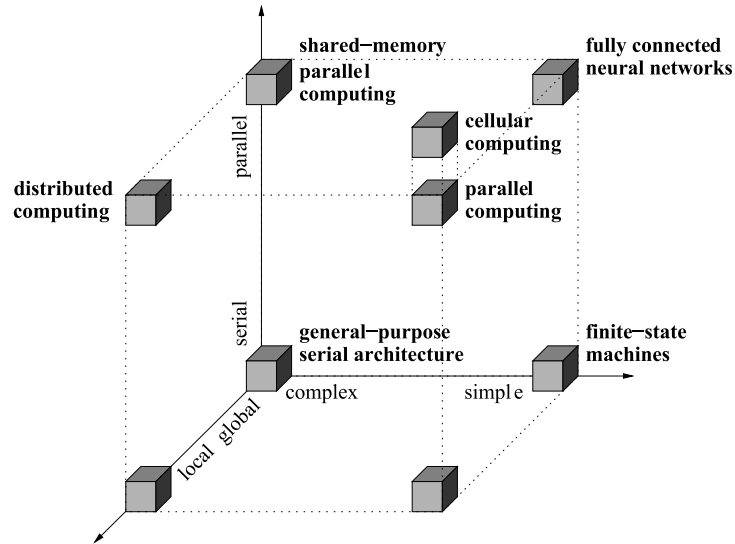 shared−memory
parallel
computing
fully connected
neural networks
cellular
computing
parallel
distributed
computing
parallel
computing
serial
general−purpose
serial architecture
finite−state
machines
complex
simple
local global